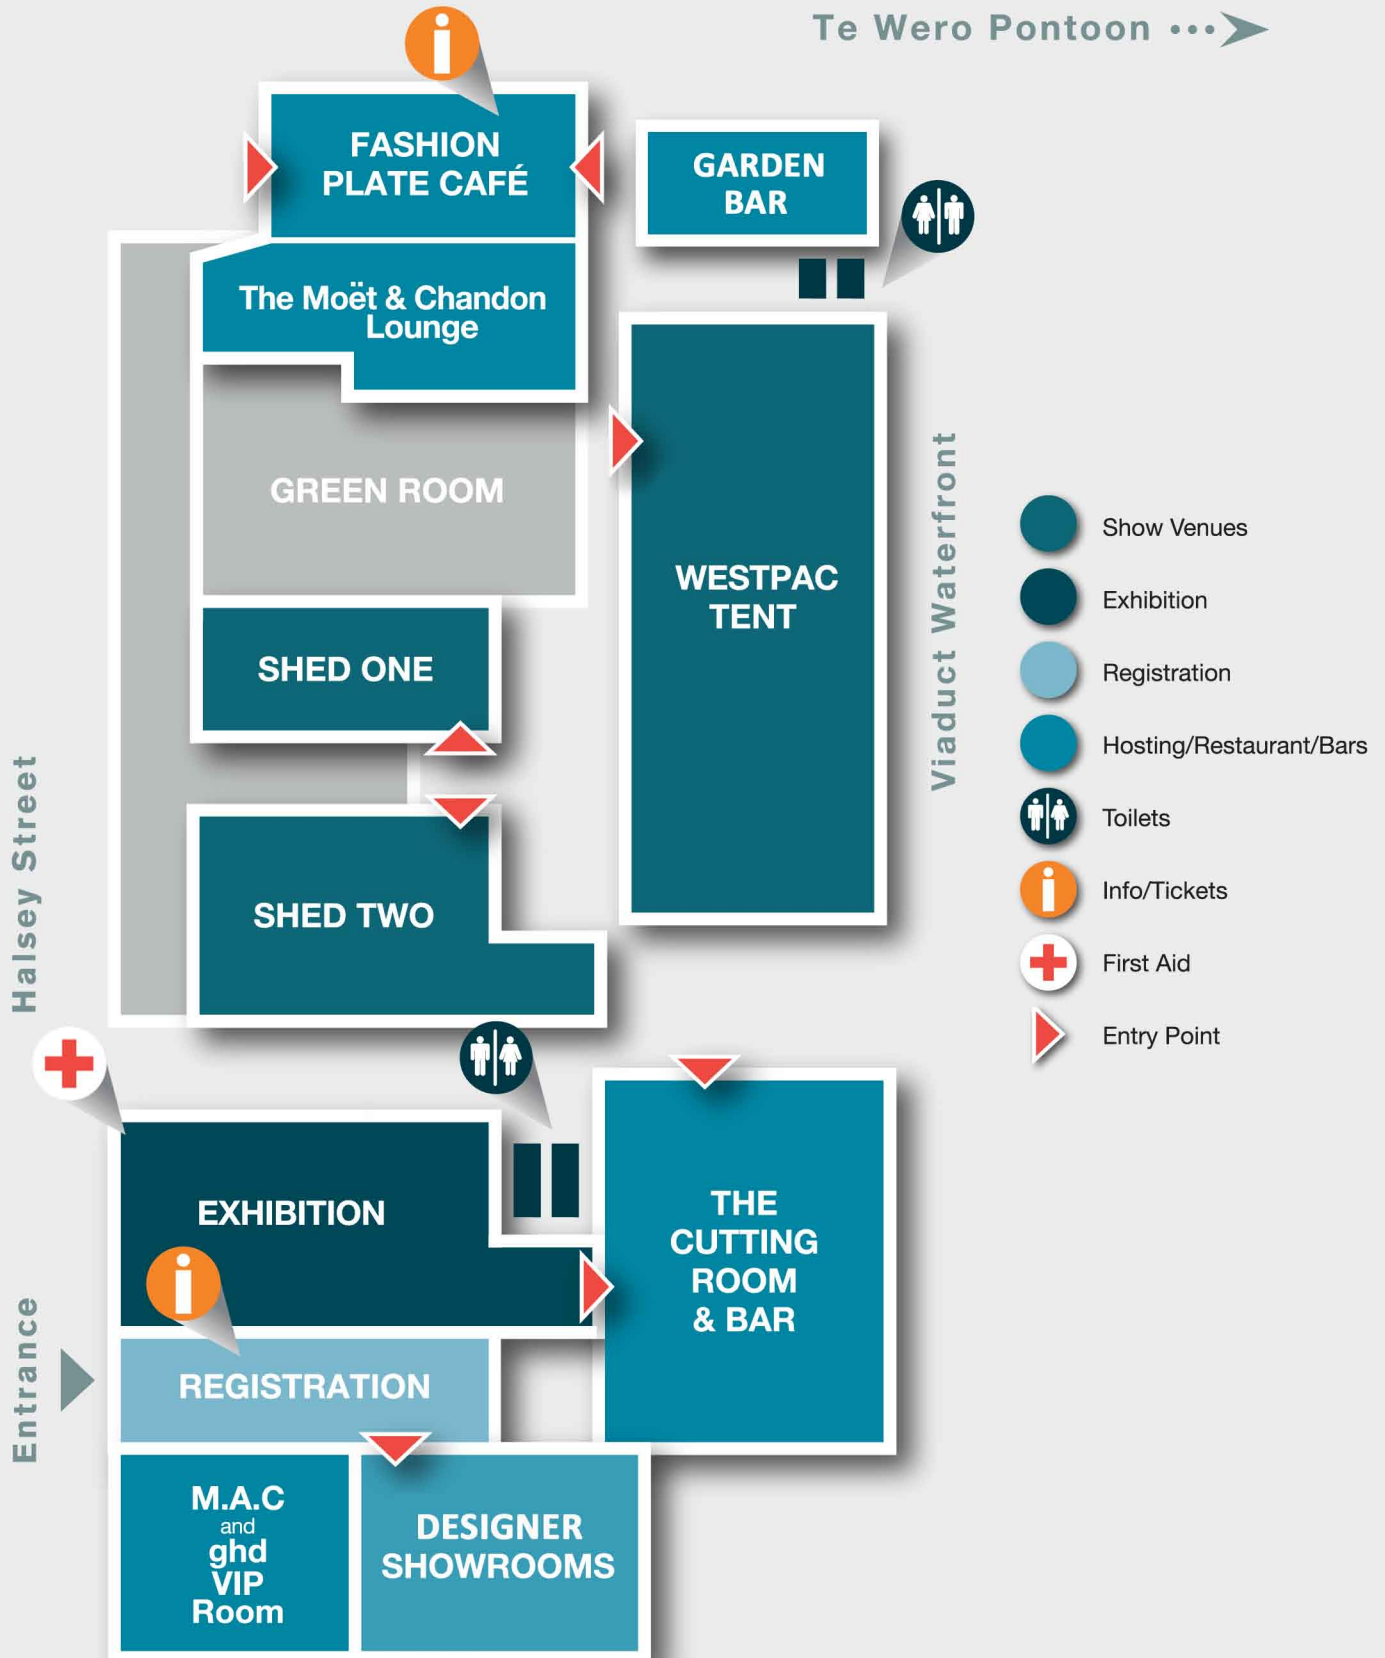 Te Wero Pontoon
FASHION
PLATE CAFÉ
GARDEN
BAR
The Moët & Chandon
Lounge
GREEN ROOM
WESTPAC
TENT
SHED ONE
SHED TWO
Viaduct Waterfront
Halsey Street
Show Venues
Exhibition
Registration
Hosting/Restaurant/Bars
Toilets
Info/Tickets
First Aid
Entry Point
EXHIBITION
THE
CUTTING
ROOM
& BAR
Entrance
REGISTRATION
M.A.C
and
ghd
VIP
Room
DESIGNER
SHOWROOMS